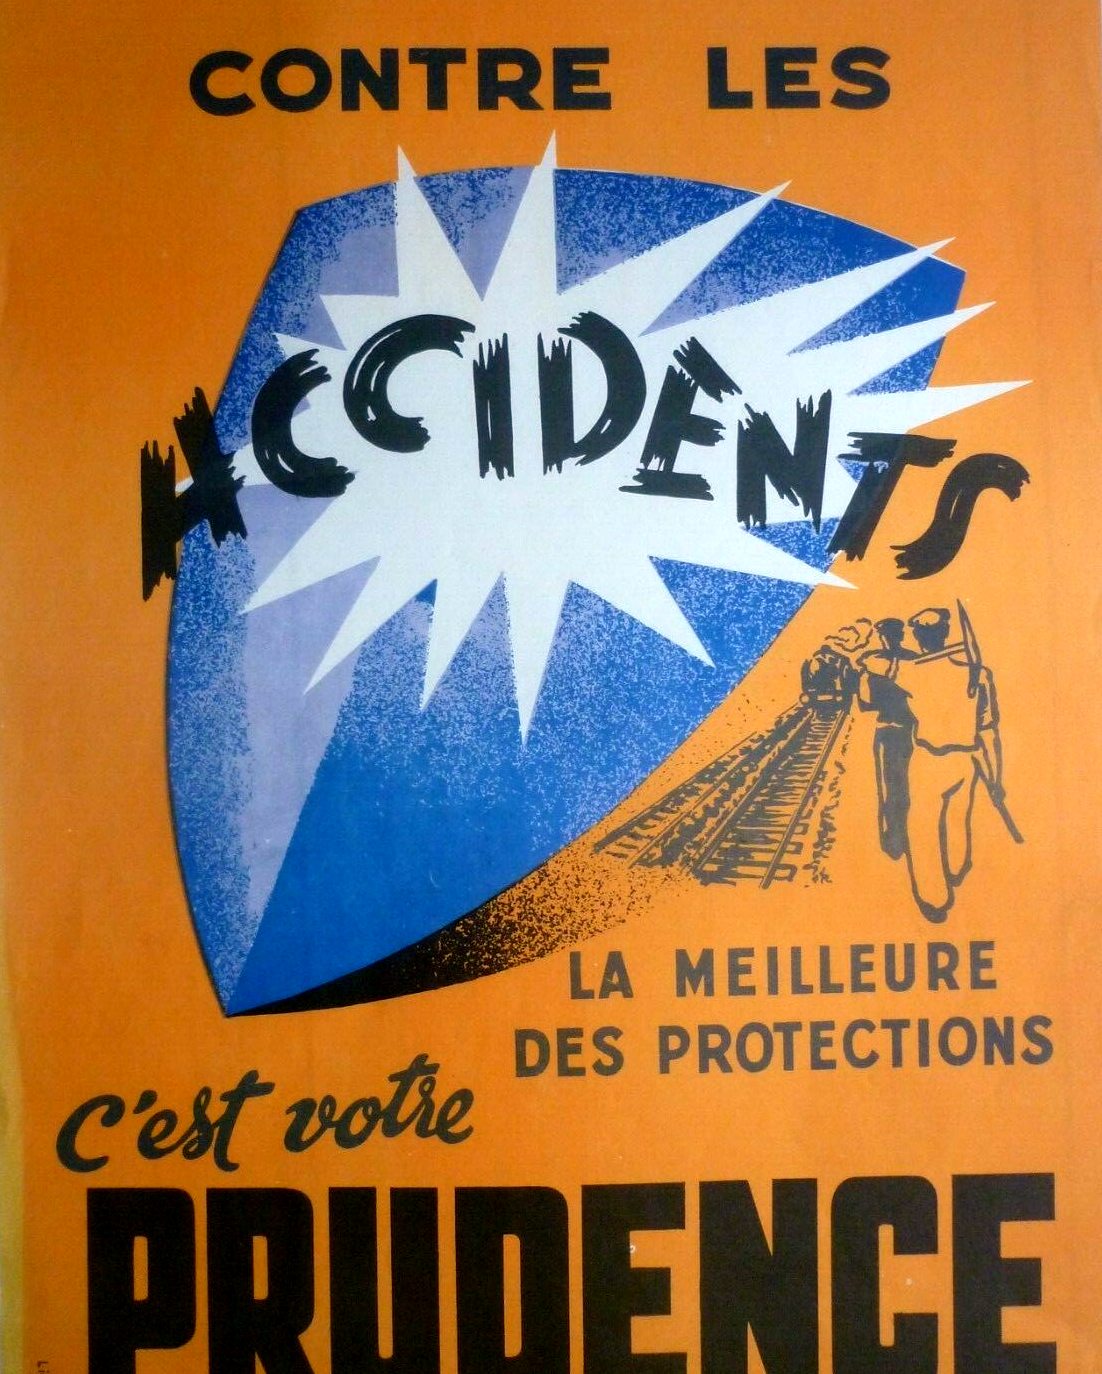 CONTRE LES
ACCIDENTS
LA MEILLEURE
DES PROTECTIONS
c'est votre
PRUDENCE